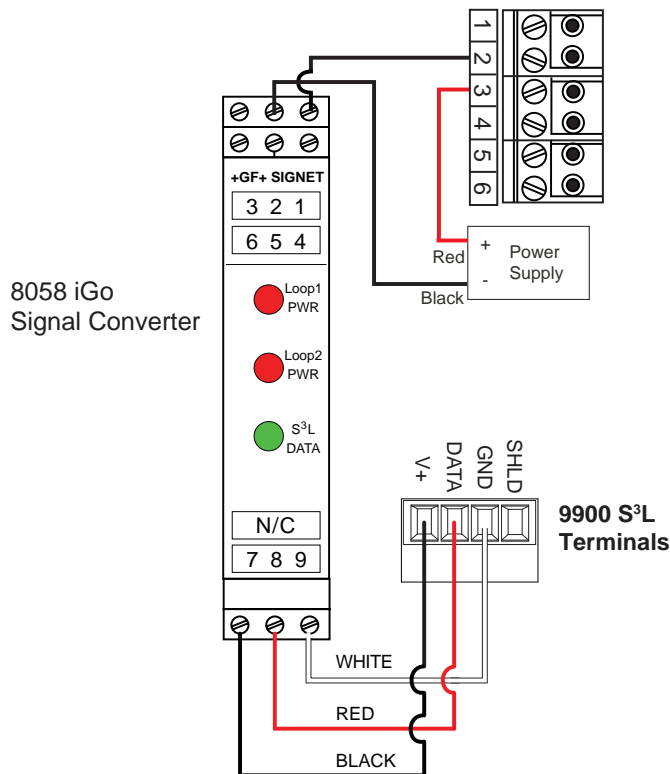 1
2
3
4
5
6
+GF+ SIGNET
3 2 1
6 5 4
8058 iGo
Signal Converter
Loop1
PWR
Loop2
PWR
S³L
DATA
N/C
7 8 9
Red
+
-
Power
Supply
Black
V+
DATA
GND
SHLD
9900 S³L
Terminals
WHITE
RED
BLACK